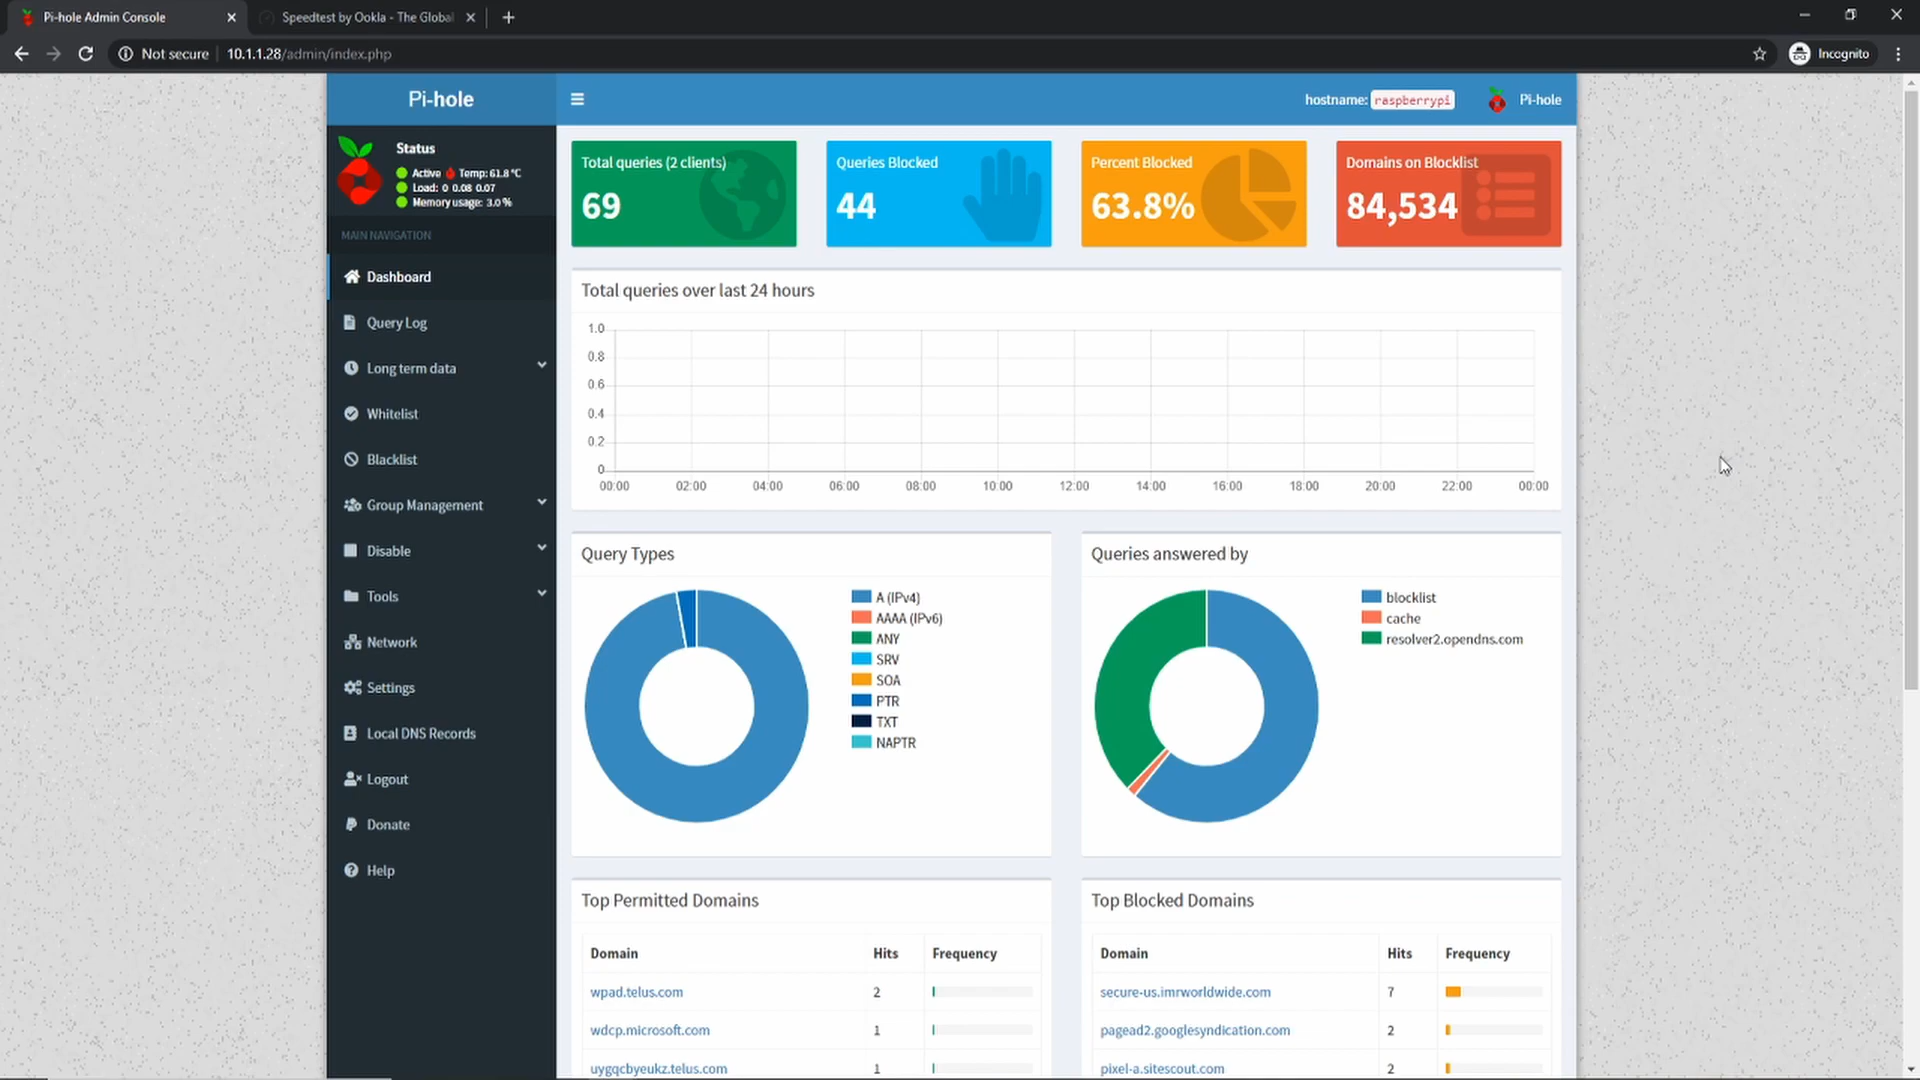 Pi-hole Admin Console
Speedtest by Ookla - The Global
Not secure
10.1.1.28/admin/index.php
Incognito
Pi-hole
hostname: raspberrypi
Pi-hole
Status
Active Temp: 61.8 °C
Load: 0 0.08 0.07
Memory usage: 3.0 %
MAIN NAVIGATION
Dashboard
Query Log
Long term data
Whitelist
Blacklist
Group Management
Disable
Tools
Network
Settings
Local DNS Records
Logout
Donate
Help
Total queries (2 clients)
69
Queries Blocked
44
Percent Blocked
63.8%
Domains on Blocklist
84,534
Total queries over last 24 hours
1.0
0.8
0.6
0.4
0.2
0
00:00 02:00 04:00 06:00 08:00 10:00 12:00 14:00 16:00 18:00 20:00 22:00 00:00
Query Types
A (IPv4)
AAAA (IPv6)
ANY
SRV
SOA
PTR
TXT
NAPTR
Queries answered by
blocklist
cache
resolver2.opendns.com
Top Permitted Domains
Domain Hits Frequency
wpad.telus.com 2
wdcp.microsoft.com 1
uygqcbyeukz.telus.com 1
Top Blocked Domains
Domain Hits Frequency
secure-us.imrworldwide.com 7
pagead2.googlesyndication.com 2
pixel-a.sitescout.com 2